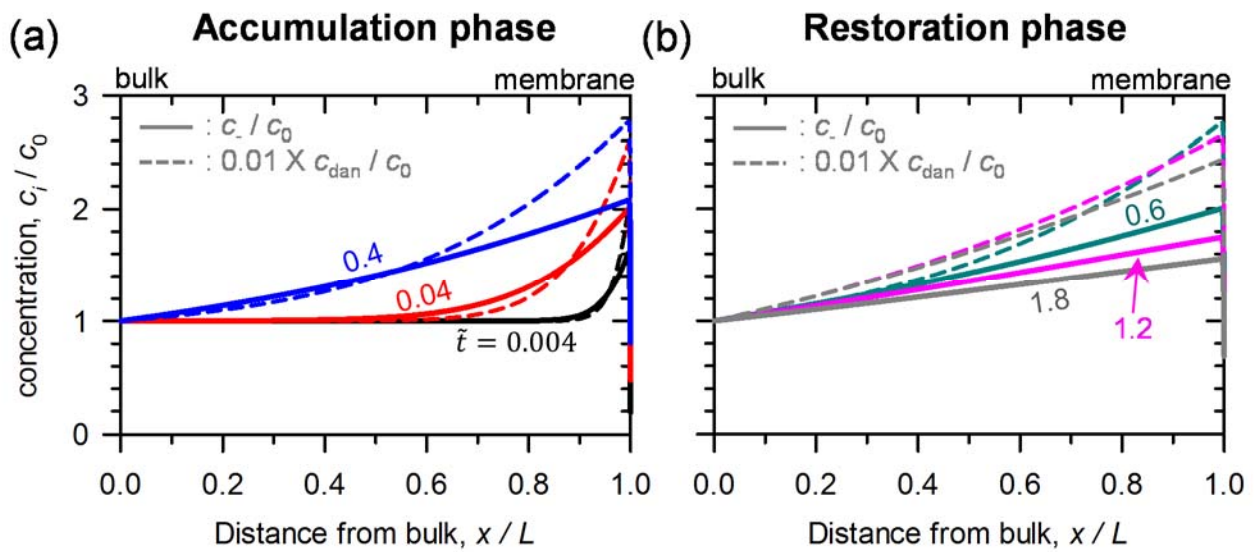 (a) Accumulation phase
bulk membrane
: c₋ / c₀
: 0.01 X c_dan / c₀
0.4
0.04
t̃ = 0.004
concentration, cᵢ / c₀
3
2
1
0
0.0 0.2 0.4 0.6 0.8 1.0
Distance from bulk, x / L
(b) Restoration phase
bulk membrane
: c₋ / c₀
: 0.01 X c_dan / c₀
0.6
1.8
1.2
0.0 0.2 0.4 0.6 0.8 1.0
Distance from bulk, x / L